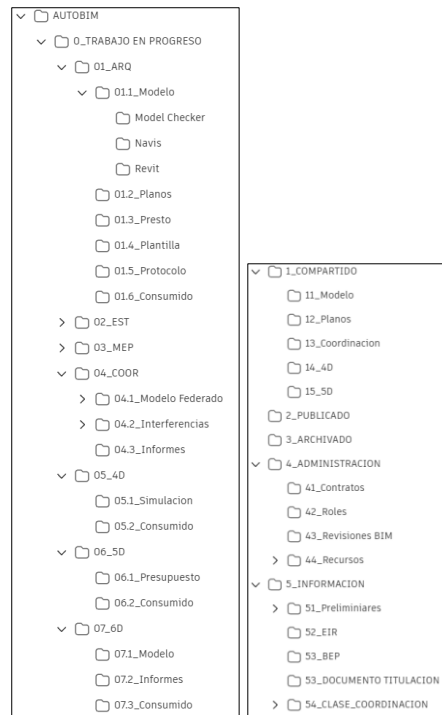 AUTOBIM
0_TRABAJO EN PROGRESO
01_ARQ
01.1_Modelo
Model Checker
Navis
Revit
01.2_Planos
01.3_Presto
01.4_Plantilla
01.5_Protocolo
01.6_Consumido
02_EST
03_MEP
04_COOR
04.1_Modelo Federado
04.2_Interferencias
04.3_Informes
05_4D
05.1_Simulacion
05.2_Consumido
06_5D
06.1_Presupuesto
06.2_Consumido
07_6D
07.1_Modelo
07.2_Informes
07.3_Consumido
1_COMPARTIDO
11_Modelo
12_Planos
13_Coordinacion
14_4D
15_5D
2_PUBLICADO
3_ARCHIVADO
4_ADMINISTRACION
41_Contratos
42_Roles
43_Revisiones BIM
44_Recursos
5_INFORMACION
51_Preliminiares
52_EIR
53_BEP
53_DOCUMENTO TITULACION
54_CLASE_COORDINACION